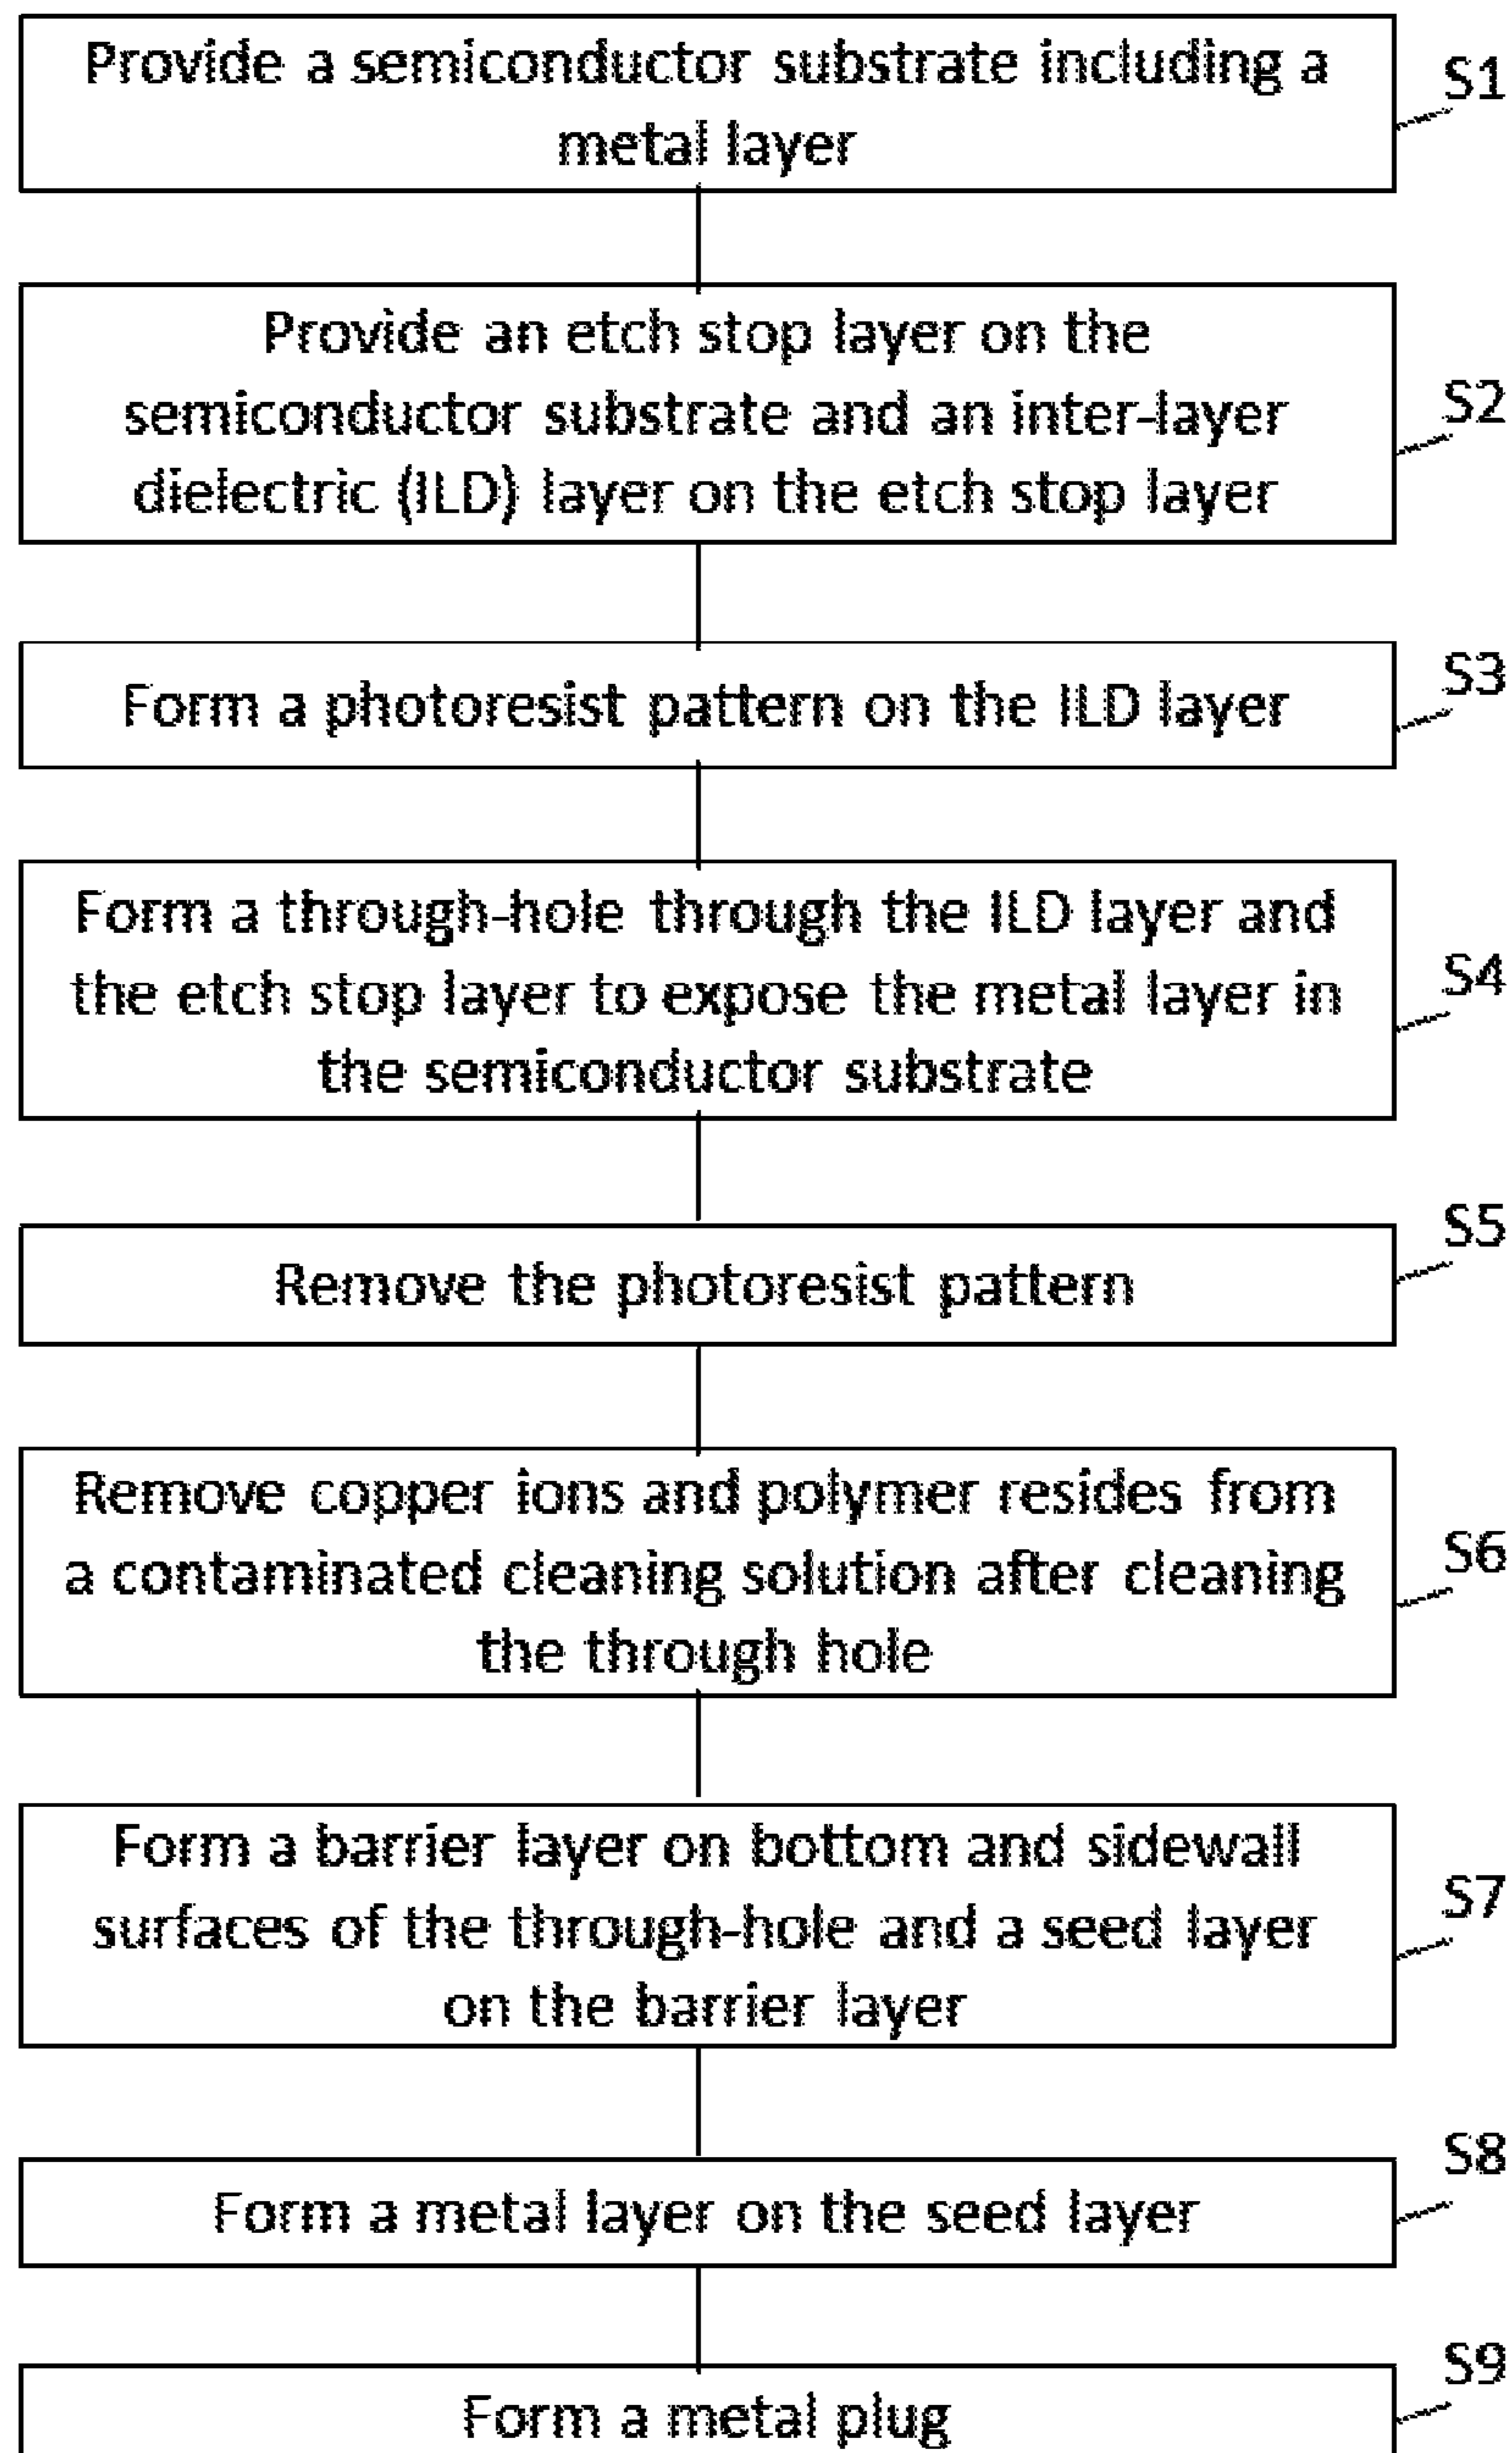 Provide a semiconductor substrate including a
metal layer
S1
Provide an etch stop layer on the
semiconductor substrate and an inter-layer
dielectric (ILD) layer on the etch stop layer
S2
Form a photoresist pattern on the ILD layer
S3
Form a through-hole through the ILD layer and
the etch stop layer to expose the metal layer in
the semiconductor substrate
S4
Remove the photoresist pattern
S5
Remove copper ions and polymer resides from
a contaminated cleaning solution after cleaning
the through hole
S6
Form a barrier layer on bottom and sidewall
surfaces of the through-hole and a seed layer
on the barrier layer
S7
Form a metal layer on the seed layer
S8
Form a metal plug
S9